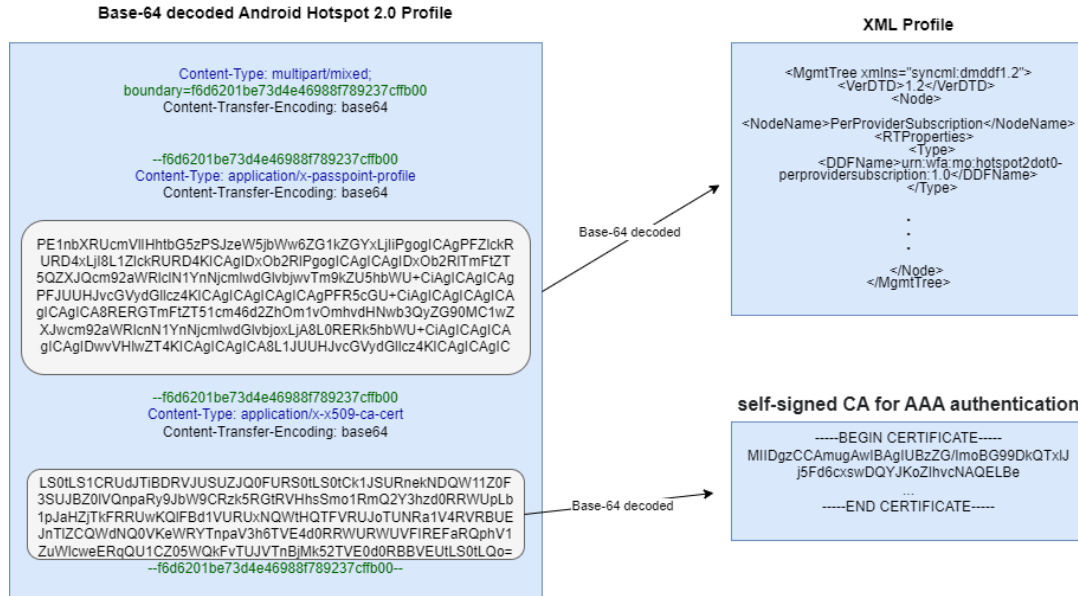 Base-64 decoded Android Hotspot 2.0 Profile
Content-Type: multipart/mixed;
boundary=f6d6201be73d4e46988f789237cffb00
Content-Transfer-Encoding: base64
--f6d6201be73d4e46988f789237cffb00
Content-Type: application/x-passpoint-profile
Content-Transfer-Encoding: base64
PE1nbXRUcmVlIHhtbG5zPSJzeW5jbWw6ZG1kZGYxLjIiPgogICAgPFZlckR
URD4xLjI8L1ZlckRURD4KICAgIDxOb2RlPgogICAgICAgIDxOb2RlTmFtZT
5QZXJQcm92aWRlclN1YnNjcmlwdGlvbjwvTm9kZU5hbWU+CiAgICAgICAg
PFJUUHJvcGVydGllcz4KICAgICAgICAgICAgPFR5cGU+CiAgICAgICAgICA
gICAgICA8RERGTmFtZT51cm46d2ZhOm1vOmhvdHNwb3QyZG90MC1wZ
XJwcm92aWRlcnN1YnNjcmlwdGlvbjoxLjA8L0RERk5hbWU+CiAgICAgICA
gICAgIDwvVHlwZT4KICAgICAgICA8L1JUUHJvcGVydGllcz4KICAgICAgIC
--f6d6201be73d4e46988f789237cffb00
Content-Type: application/x-x509-ca-cert
Content-Transfer-Encoding: base64
LS0tLS1CRUdJTiBDRVJUSUZJQ0FURS0tLS0tCk1JSURnekNDQW11Z0F
3SUJBZ0lVQnpaRy9JbW9CRzk5RGtRVHhsSmo1RmQ2Y3hzd0RRWUpLb
1pJaHZjTkFRRUwKQlFBd1VURUxNQWtHQTFVRUJoTUNRa1V4RVRBUE
JnTlZCQWdNQ0VKeWRYTnpaV3h6TVE4d0RRWURWUVFIREFaRQphV1
ZuWlcweERqQU1CZ05WQkFvTUJVTnBjMk52TVE0d0RRBBVEUtLS0tLQo=
--f6d6201be73d4e46988f789237cffb00--
Base-64 decoded
Base-64 decoded
XML Profile
<MgmtTree xmlns="syncml:dmddf1.2">
<VerDTD>1.2</VerDTD>
<Node>
<NodeName>PerProviderSubscription</NodeName>
<RTProperties>
<Type>
<DDFName>urn:wfa:mo:hotspot2dot0-
perprovidersubscription:1.0</DDFName>
</Type>
.
.
.
.
</Node>
</MgmtTree>
self-signed CA for AAA authentication
-----BEGIN CERTIFICATE-----
MIIDgzCCAmugAwIBAgIUBzZG/ImoBG99DkQTxlJ
j5Fd6cxswDQYJKoZIhvcNAQELBe
...
-----END CERTIFICATE-----